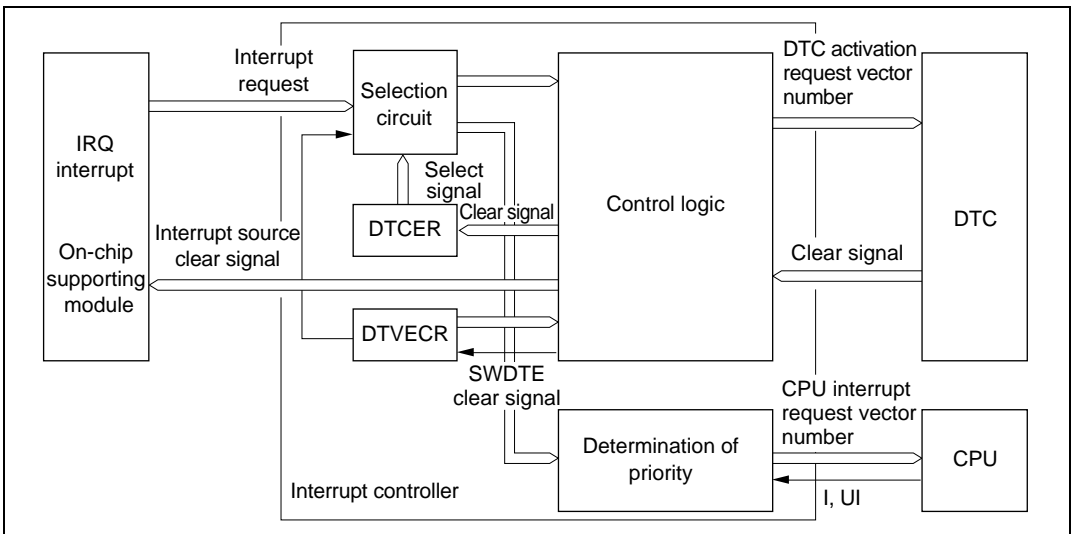 Interrupt
request
DTC activation
request vector
number
Selection
circuit
IRQ
interrupt
Select
signal
Control logic
DTCER
Clear signal
DTC
On-chip
supporting
module
Interrupt source
clear signal
Clear signal
DTVECR
SWDTE
clear signal
CPU interrupt
request vector
number
Determination of
priority
CPU
Interrupt controller
I, UI